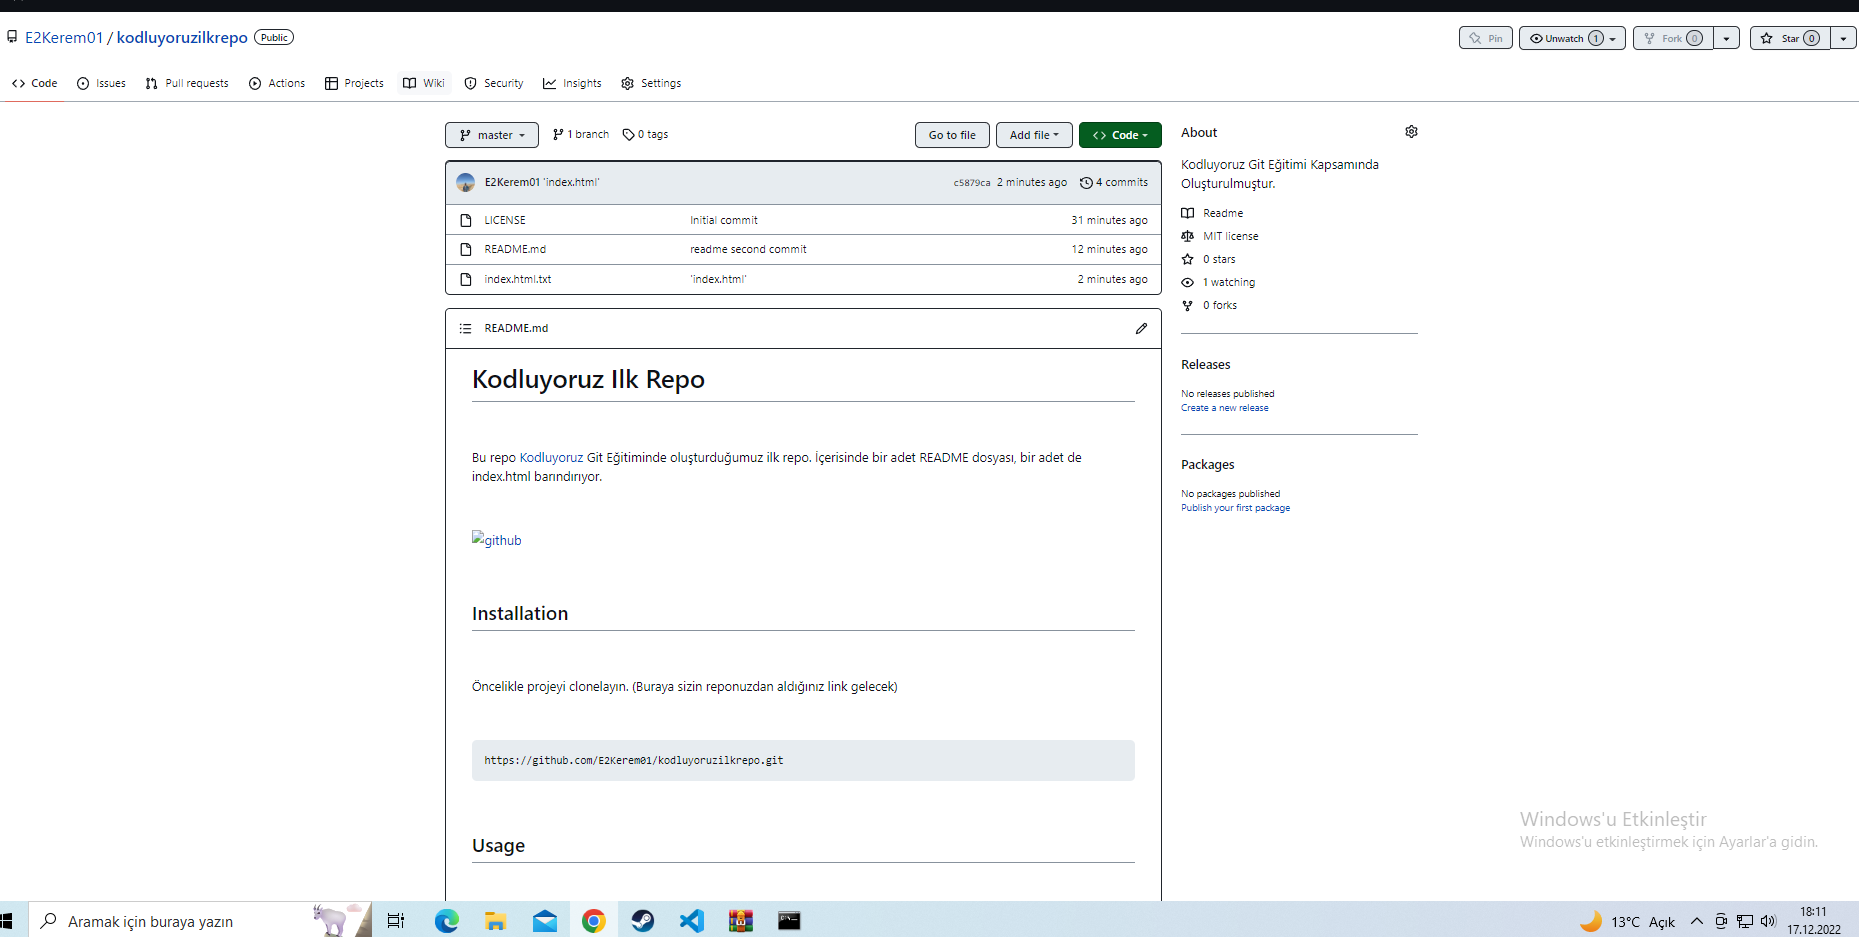 E2Kerem01 / kodluyoruzilkrepo Public
Pin Unwatch 1 Fork 0 Star 0
Code Issues Pull requests Actions Projects Wiki Security Insights Settings
master 1 branch 0 tags Go to file Add file Code
E2Kerem01 'index.html' c5879ca 2 minutes ago 4 commits
LICENSE Initial commit 31 minutes ago
README.md readme second commit 12 minutes ago
index.html.txt 'index.html' 2 minutes ago
README.md
Kodluyoruz Ilk Repo
Bu repo Kodluyoruz Git Eğitiminde oluşturduğumuz ilk repo. İçerisinde bir adet README dosyası, bir adet de
index.html barındırıyor.
github
Installation
Öncelikle projeyi clonelayın. (Buraya sizin reponuzdan aldığınız link gelecek)
https://github.com/E2Kerem01/kodluyoruzilkrepo.git
Usage
About
Kodluyoruz Git Eğitimi Kapsamında
Oluşturulmuştur.
Readme
MIT license
0 stars
1 watching
0 forks
Releases
No releases published
Create a new release
Packages
No packages published
Publish your first package
Windows'u Etkinleştir
Windows'u etkinleştirmek için Ayarlar'a gidin.
Aramak için buraya yazın
13°C Açık
18:11
17.12.2022